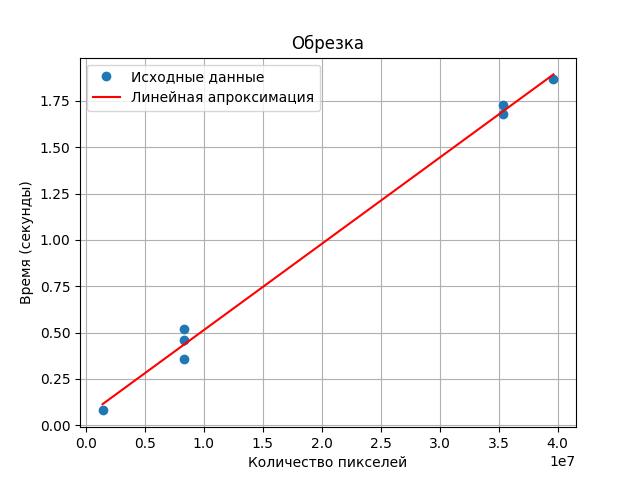 Обрезка
Исходные данные
Линейная апроксимация
Время (секунды)
1.75
1.50
1.25
1.00
0.75
0.50
0.25
0.00
0.0 0.5 1.0 1.5 2.0 2.5 3.0 3.5 4.0
1e7
Количество пикселей